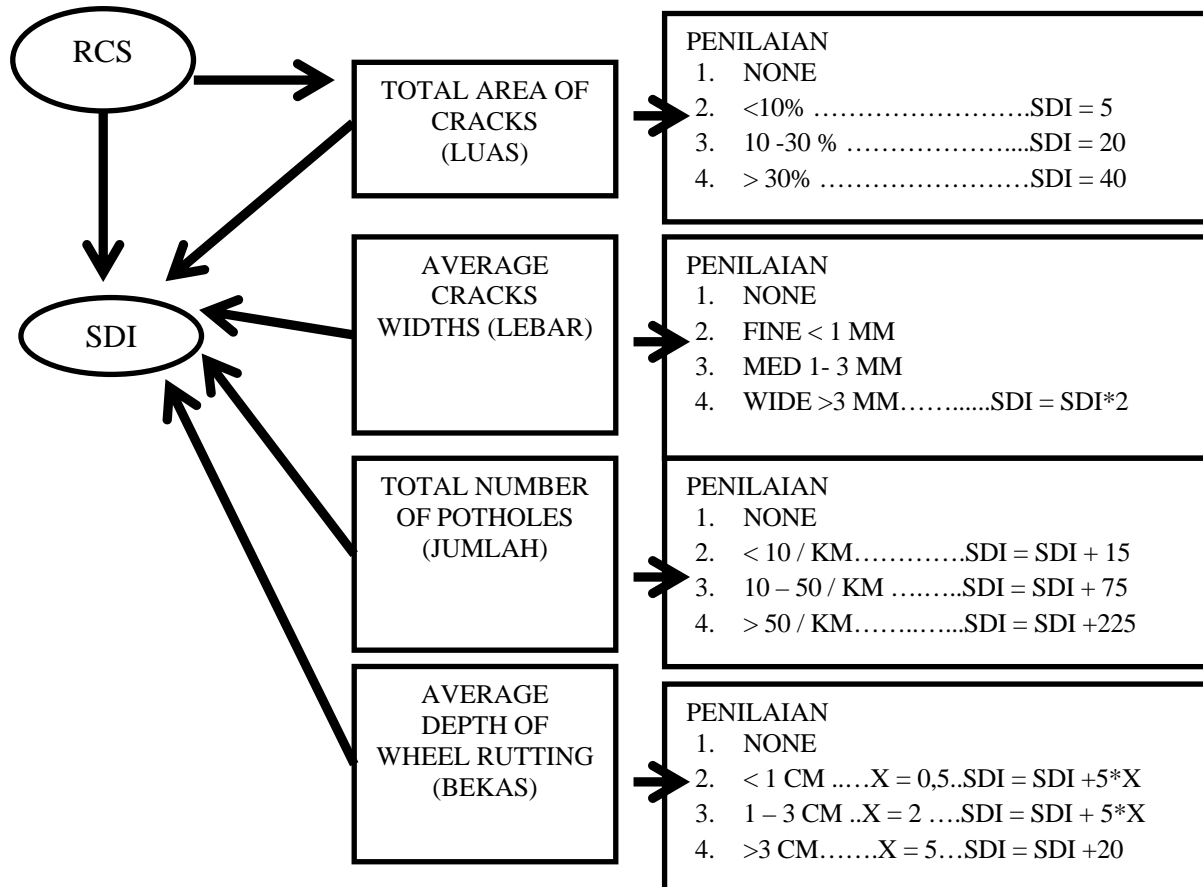 RCS
SDI
TOTAL AREA OF
CRACKS
(LUAS)
PENILAIAN
1. NONE
2. <10% ……………………..SDI = 5
3. 10 -30 % ……………...SDI = 20
4. > 30% …………………SDI = 40
AVERAGE
CRACKS
WIDTHS (LEBAR)
PENILAIAN
1. NONE
2. FINE < 1 MM
3. MED 1- 3 MM
4. WIDE >3 MM……......SDI = SDI*2
TOTAL NUMBER
OF POTHOLES
(JUMLAH)
PENILAIAN
1. NONE
2. < 10 / KM………….SDI = SDI + 15
3. 10 – 50 / KM ….…..SDI = SDI + 75
4. > 50 / KM……..…...SDI = SDI +225
AVERAGE
DEPTH OF
WHEEL RUTTING
(BEKAS)
PENILAIAN
1. NONE
2. < 1 CM ..…X = 0,5..SDI = SDI +5*X
3. 1 – 3 CM ..X = 2 ….SDI = SDI + 5*X
4. >3 CM…….X = 5…SDI = SDI +20